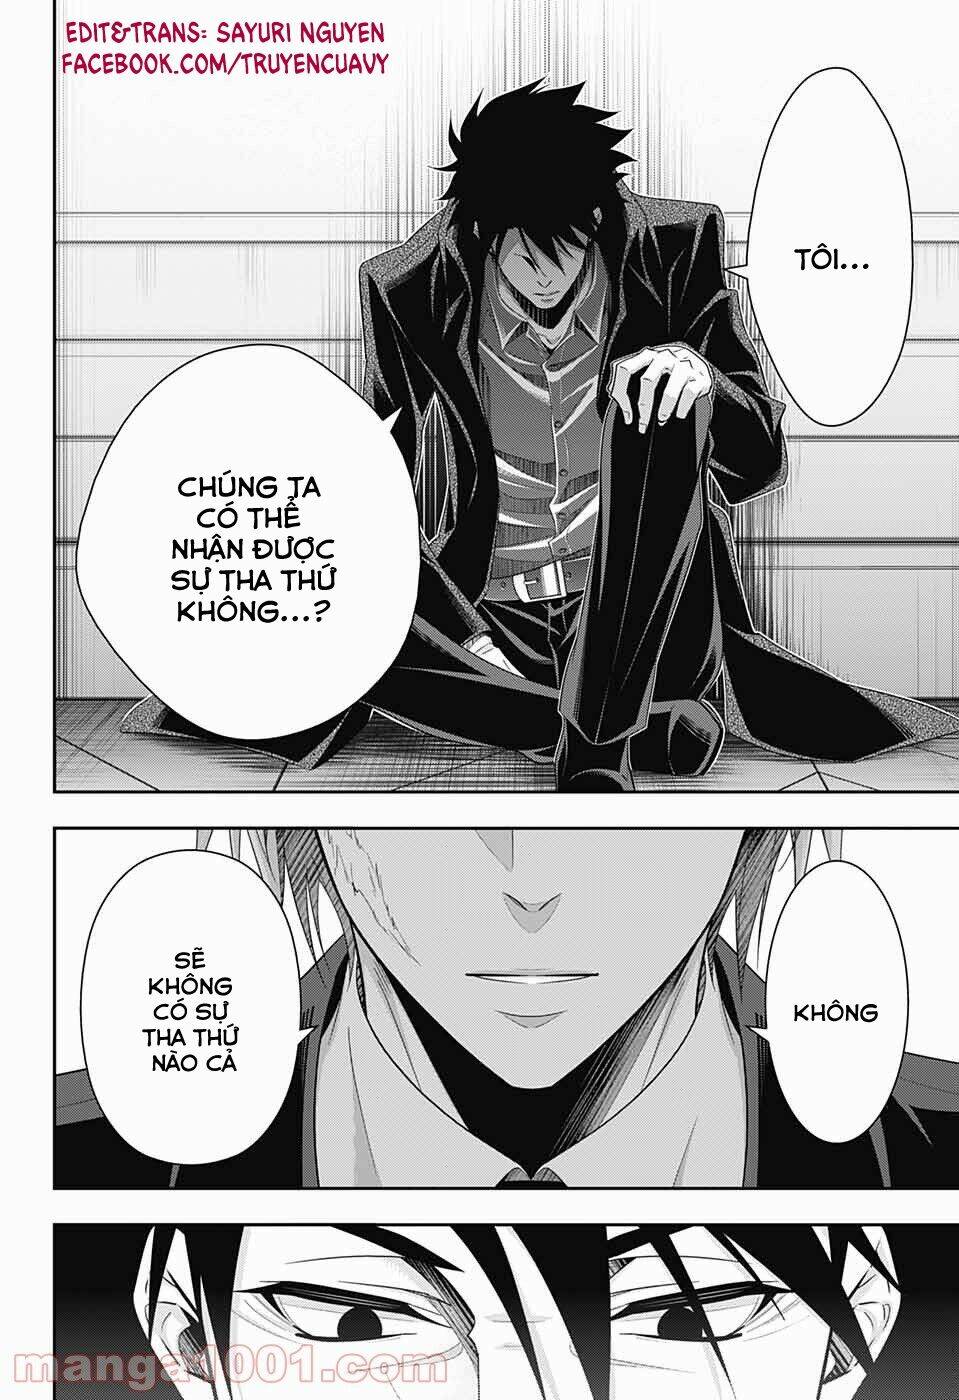 EDIT&TRANS: SAYURI NGUYEN
FACEBOOK.COM/TRUYENCUAVY
TÔI...
CHÚNG TA
CÓ THỂ
NHẬN ĐƯỢC
SỰ THA THỨ
KHÔNG...?
KHÔNG
SẼ
KHÔNG
CÓ SỰ
THA THỨ
NÀO CẢ
manga1001.com